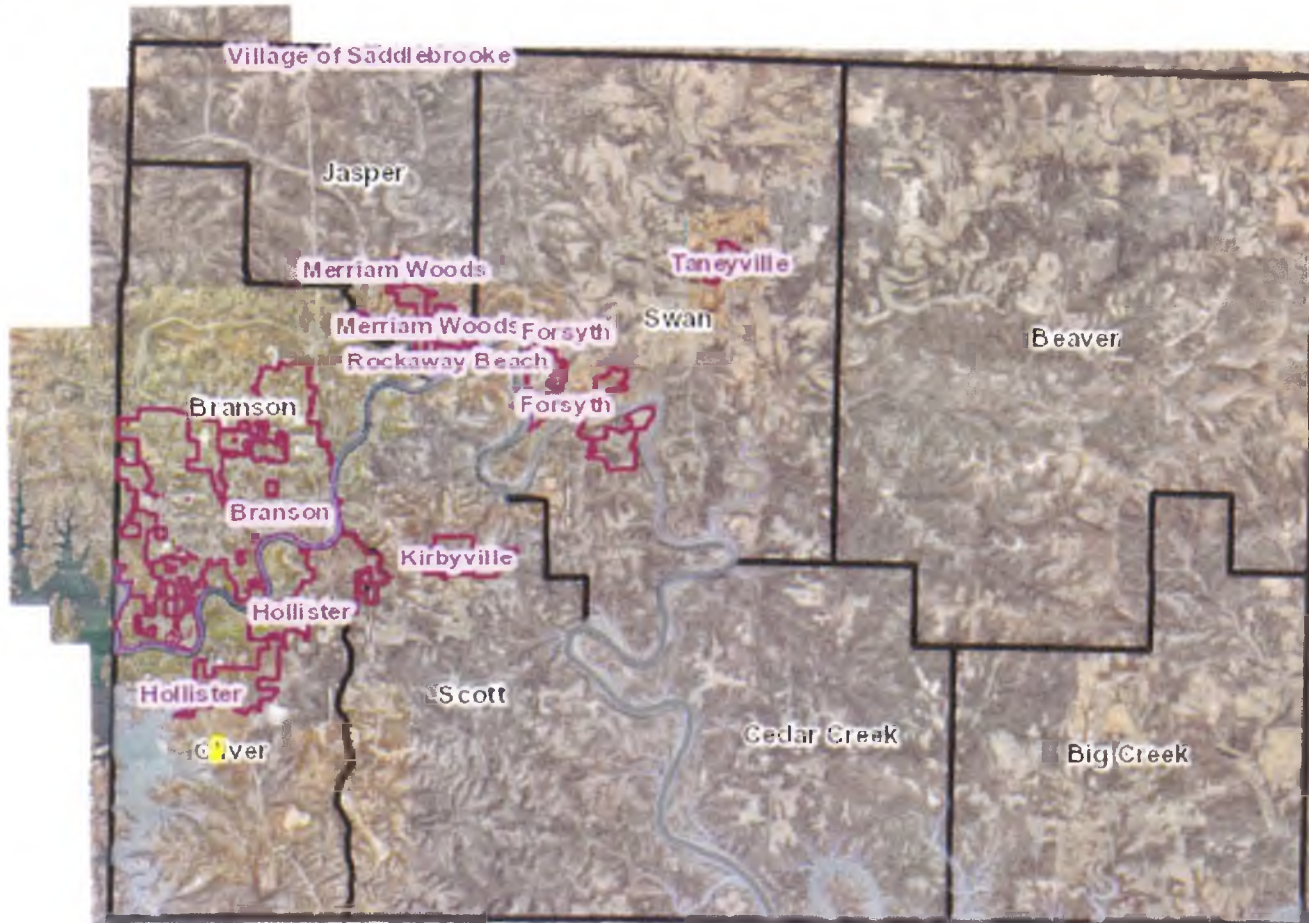 Village of Saddlebrooke
Jasper
Merriam Woods
Taneyville
Merriam Woods Forsyth
Swan
Beaver
Rockaway Beach
Branson
Forsyth
Branson
Kirbyville
Hollister
Hollister
Scott
Cedar Creek
Oliver
Big Creek